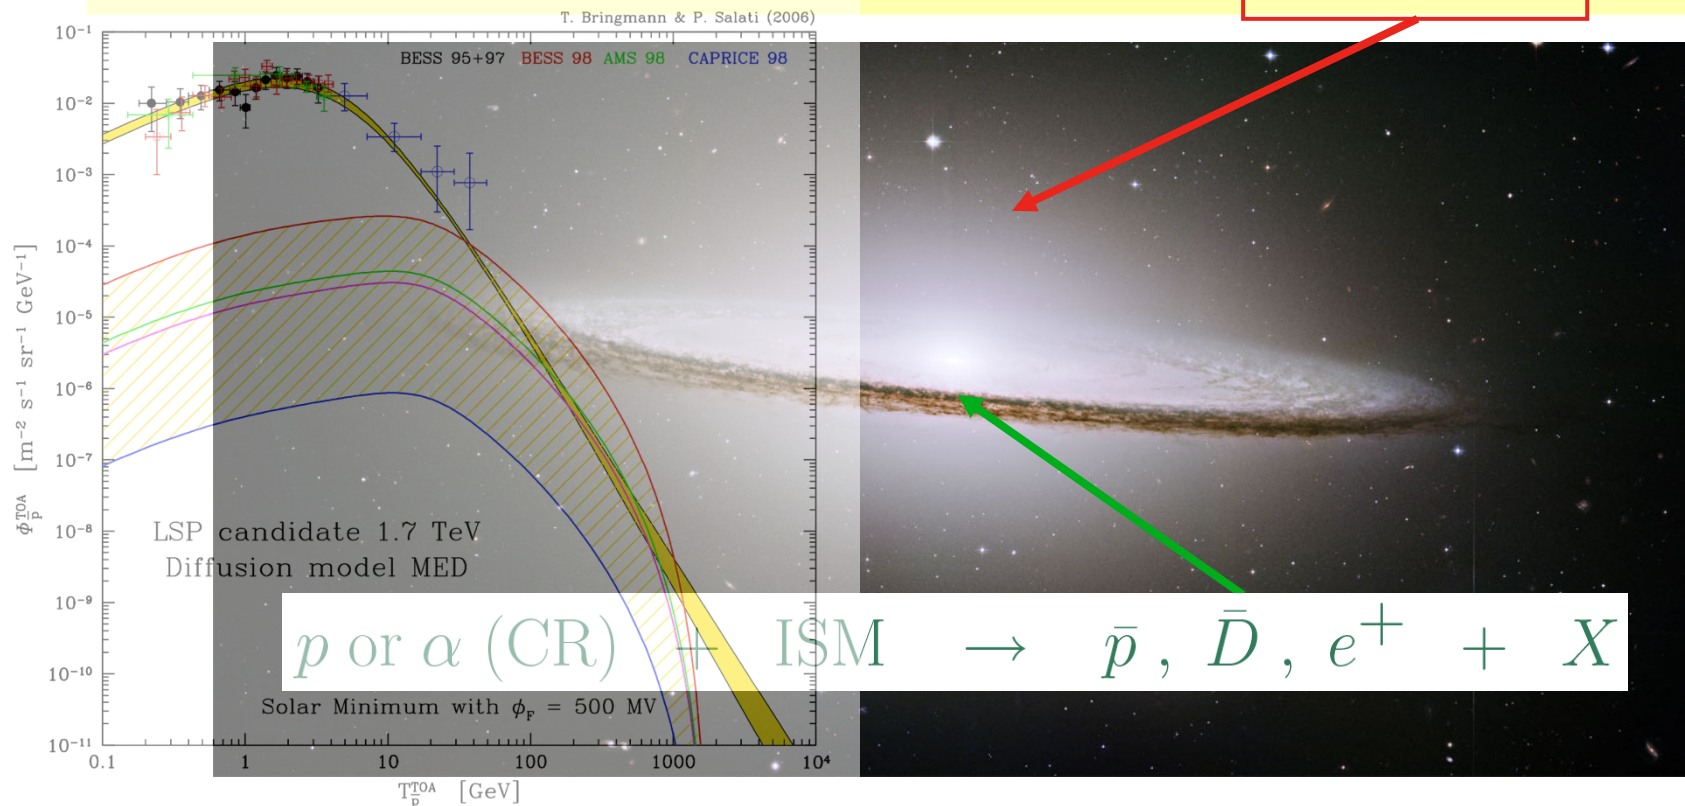 T. Bringmann & P. Salati (2006)
BESS 95+97 BESS 98 AMS 98 CAPRICE 98
10⁻¹
10⁻²
10⁻³
10⁻⁴
10⁻⁵
10⁻⁶
10⁻⁷
10⁻⁸
10⁻⁹
10⁻¹⁰
10⁻¹¹
Φ_p̄^TOA [m⁻² s⁻¹ sr⁻¹ GeV⁻¹]
LSP candidate 1.7 TeV
Diffusion model MED
p or α (CR) + ISM → p̄ , D̄ , e⁺ + X
Solar Minimum with ϕ_F = 500 MV
0.1 1 10 100 1000 10⁴
T_p̄^TOA [GeV]